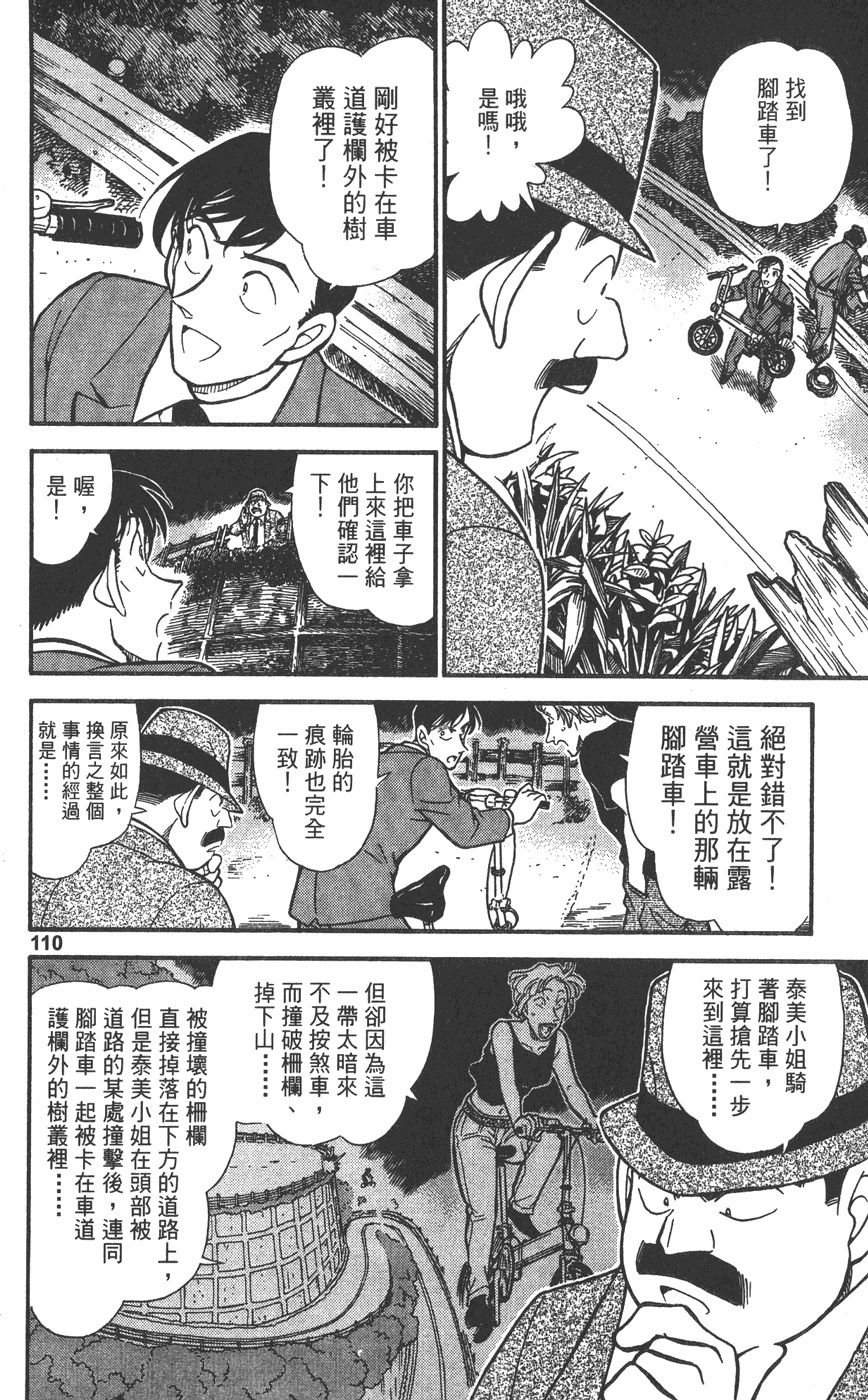 找到
腳踏車了！
哦哦，
是嗎！
剛好被卡在車
道護欄外的樹
叢裡了！
你把車子拿
上來這裡給
他們確認一
下！
喔，
是！
絕對錯不了！
這就是放在露
營車上的那輛
腳踏車！
輪胎的
痕跡也完全
一致！
原來如此，
換言之整個
事情的經過
就是……
110
泰美小姐騎
著腳踏車，
打算搶先一步
來到這裡……
但卻因為這
一帶太暗來
不及按煞車，
而撞破柵欄、
掉下山……
被撞壞的柵欄
直接掉落在下方的道路上，
但是泰美小姐在頭部被
道路的某處撞擊後，連同
腳踏車一起被卡在車道
護欄外的樹叢裡……